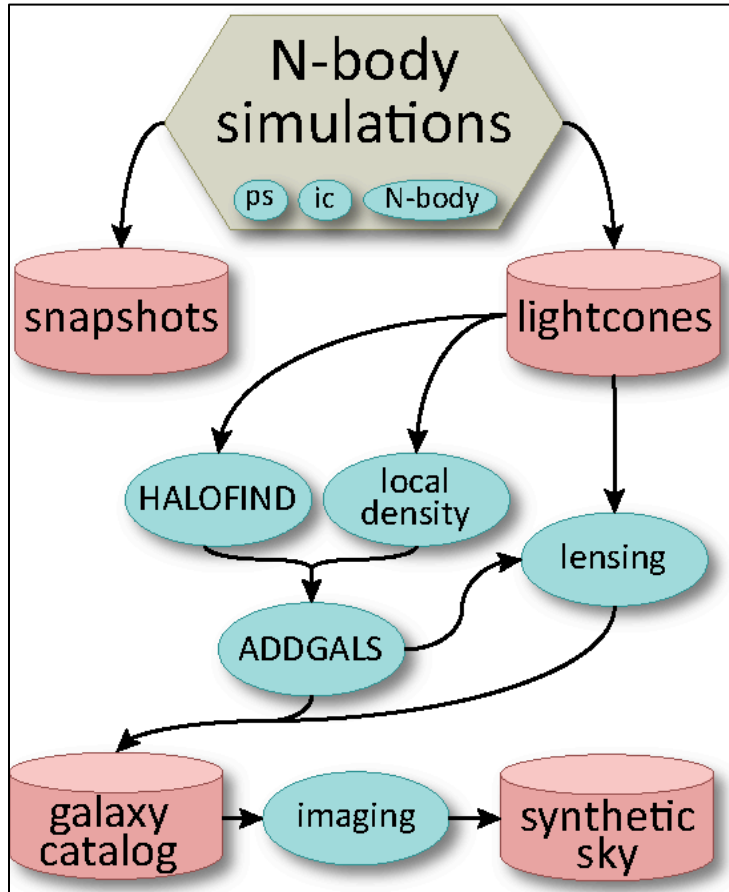 N-body
simulations
ps ic N-body
snapshots
lightcones
HALOFIND
local
density
lensing
ADDGALS
galaxy
catalog
imaging
synthetic
sky